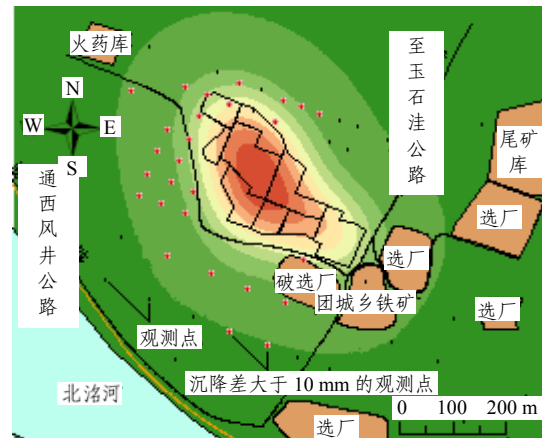 火药库
N
W
E
S
至玉石洼公路
通西风井公路
尾矿
库
选厂
选厂
破选厂
团城乡铁矿
选厂
观测点
沉降差大于 10 mm 的观测点
北洺河
选厂
0 100 200 m